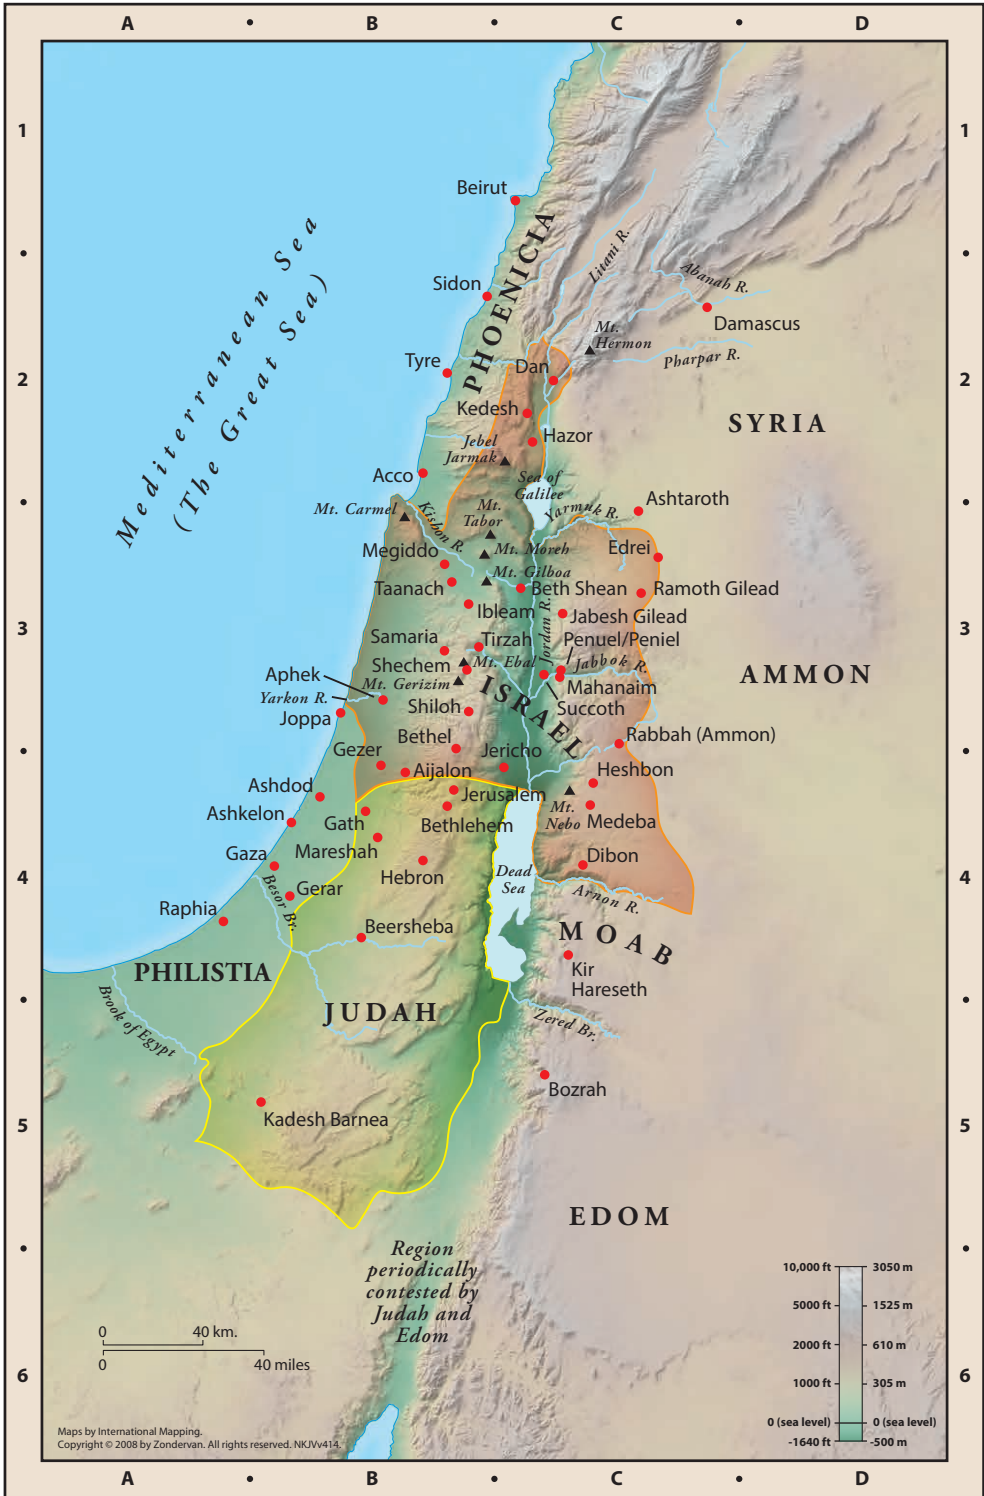 A • B • C • D
1
1
Beirut
•
•
Mediterranean Sea
(The Great Sea)
PHOENICIA
Litani R.
Abanah R.
Sidon
Damascus
Mt.
Hermon
Pharpar R.
Tyre
Dan
2
2
Kedesh
SYRIA
Hazor
Jebel
Jarmak
Acco
Sea of
Galilee
•
•
Ashtaroth
Mt. Carmel
Kishon R.
Mt.
Tabor
Yarmuk R.
Edrei
Megiddo
Mt. Moreh
Mt. Gilboa
Taanach
Beth Shean
Ramoth Gilead
Ibleam
Jabesh Gilead
Jordan R.
3
3
Samaria
Tirzah
Penuel/Peniel
Shechem
Mt. Ebal
Jabbok R.
Aphek
Mt. Gerizim
Mahanaim
AMMON
Yarkon R.
ISRAEL
Succoth
Shiloh
Joppa
Bethel
Rabbah (Ammon)
Gezer
Jericho
•
•
Aijalon
Heshbon
Ashdod
Jerusalem
Mt.
Nebo
Ashkelon
Gath
Bethlehem
Medeba
Mareshah
Gaza
Dibon
Hebron
Dead
Sea
4
4
Besor Br.
Gerar
Arnon R.
Raphia
Beersheba
MOAB
PHILISTIA
Kir
Hareseth
•
•
Brook of Egypt
JUDAH
Zered Br.
Bozrah
Kadesh Barnea
5
5
EDOM
•
•
Region
periodically
contested by
Judah and
Edom
10,000 ft 3050 m
5000 ft 1525 m
2000 ft 610 m
1000 ft 305 m
0 (sea level) 0 (sea level)
-1640 ft -500 m
0 40 km.
0 40 miles
6
6
Maps by International Mapping.
Copyright © 2008 by Zondervan. All rights reserved. NKJVv414.
A • B • C • D